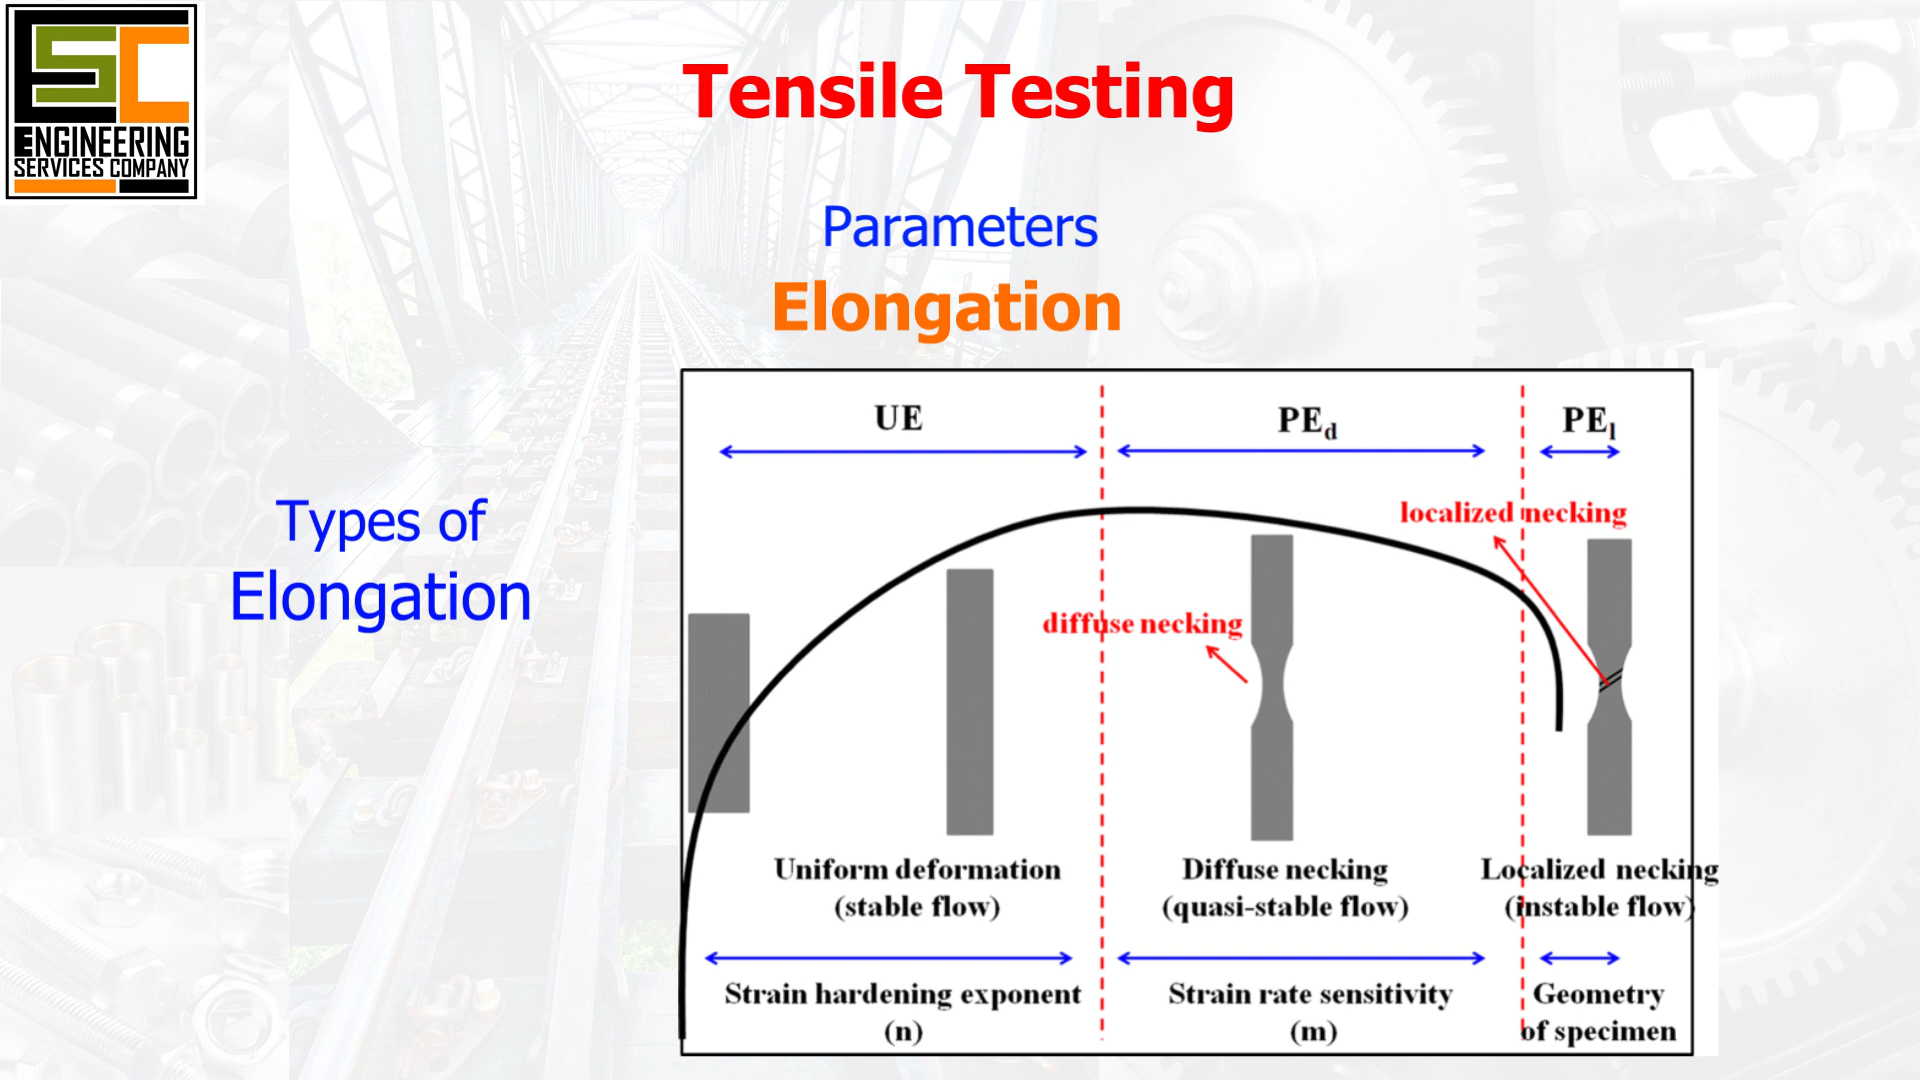 SC
ENGINEERING
SERVICES COMPANY
Tensile Testing
Parameters
Elongation
Types of
Elongation
UE
PEd
PEl
localized necking
diffuse necking
Uniform deformation
(stable flow)
Diffuse necking
(quasi-stable flow)
Localized necking
(instable flow)
Strain hardening exponent
(n)
Strain rate sensitivity
(m)
Geometry
of specimen